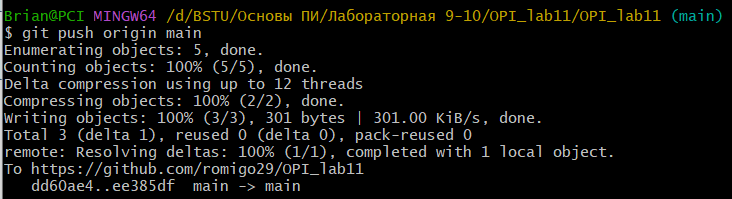 Brian@PCI MINGW64 /d/BSTU/Основы ПИ/Лабораторная 9-10/OPI_lab11/OPI_lab11 (main)
$ git push origin main
Enumerating objects: 5, done.
Counting objects: 100% (5/5), done.
Delta compression using up to 12 threads
Compressing objects: 100% (2/2), done.
Writing objects: 100% (3/3), 301 bytes | 301.00 KiB/s, done.
Total 3 (delta 1), reused 0 (delta 0), pack-reused 0
remote: Resolving deltas: 100% (1/1), completed with 1 local object.
To https://github.com/romigo29/OPI_lab11
   dd60ae4..ee385df  main -> main